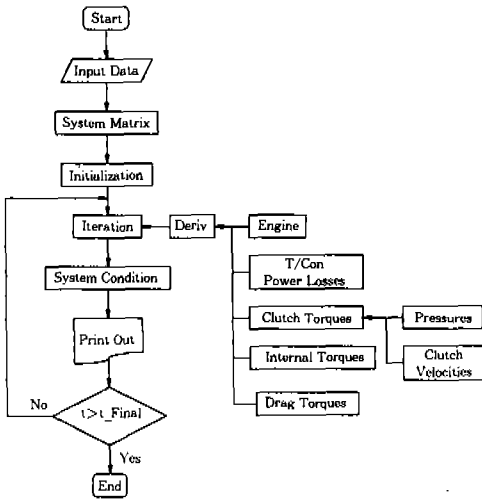 Start
Input Data
System Matrix
Initialization
Iteration
Deriv
Engine
System Condition
T/Con
Power Losses
Clutch Torques
Pressures
Print Out
Internal Torques
Clutch
Velocities
No
t>t_Final
Drag Torques
Yes
End